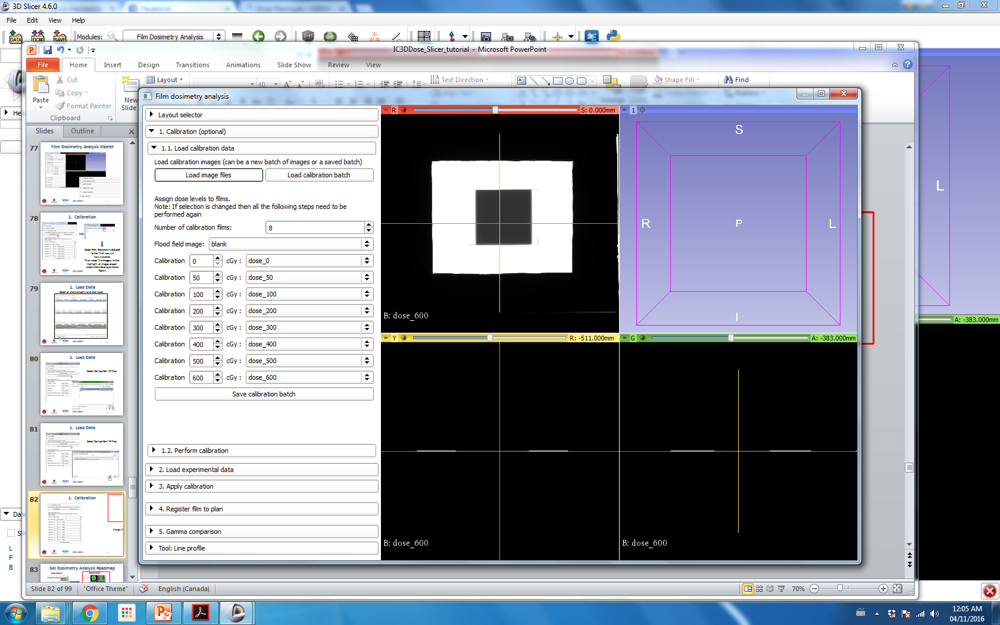 3D Slicer 4.6.0
File Edit View Help
DATA DCM SAVE Modules: Film Dosimetry Analysis
IC3DDose_Slicer_tutorial - Microsoft PowerPoint
File Home Insert Design Transitions Animations Slide Show Review View
Paste
Cut
Copy
Format Painter
Clipboard
New
Slide
Layout
40
Text Direction
Shape Fill
Find
Slides Outline
77
Film Dosimetry Analysis Slicelet
78
1. Calibration
79
1. Load Data
80
1. Load Data
81
1. Load Data
82
1. Calibration
83
Gel Dosimetry Analysis Roadmap
Film dosimetry analysis
Layout selector
1. Calibration (optional)
1.1. Load calibration data
Load calibration images (can be a new batch of images or a saved batch)
Load image files Load calibration batch
Assign dose levels to films.
Note: If selection is changed then all the following steps need to be
performed again
Number of calibration films: 8
Flood field image: blank
Calibration 0 cGy : dose_0
Calibration 50 cGy : dose_50
Calibration 100 cGy : dose_100
Calibration 200 cGy : dose_200
Calibration 300 cGy : dose_300
Calibration 400 cGy : dose_400
Calibration 500 cGy : dose_500
Calibration 600 cGy : dose_600
Save calibration batch
1.2. Perform calibration
2. Load experimental data
3. Apply calibration
4. Register film to plan
5. Gamma comparison
Tool: Line profile
R S: 0.000mm
B: dose_600
1
S
R P L
I
Y R: -511.000mm
B: dose_600
G A: -383.000mm
B: dose_600
L
A: -383.000mm
He
Da
S
L
F
B
Slide 82 of 99 "Office Theme" English (Canada) 70%
12:05 AM
04/11/2016